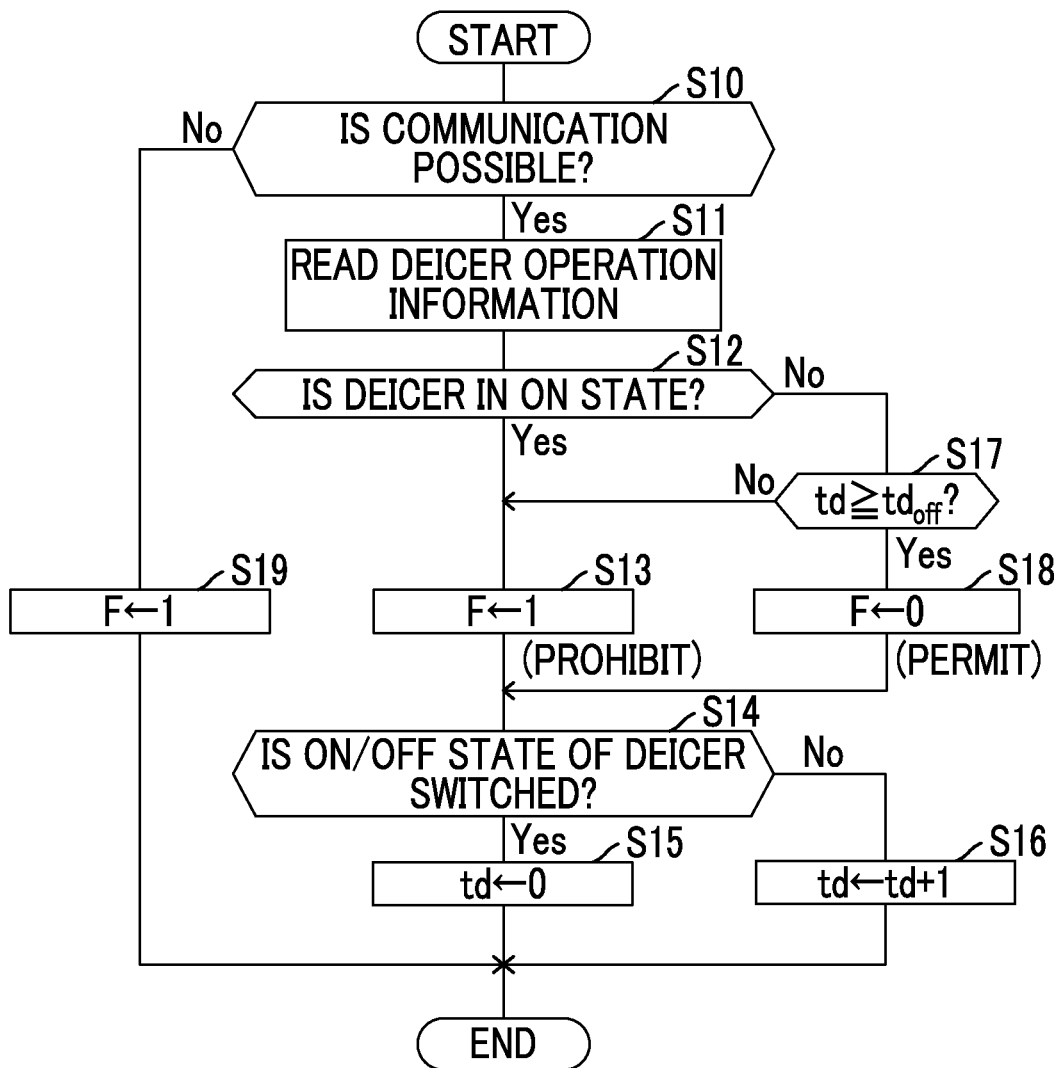 START
S10
No
IS COMMUNICATION
POSSIBLE?
Yes
S11
READ DEICER OPERATION
INFORMATION
S12
IS DEICER IN ON STATE?
No
Yes
S17
No
td≧td_off?
Yes
S19
F←1
S13
F←1
S18
F←0
(PROHIBIT)
(PERMIT)
S14
IS ON/OFF STATE OF DEICER
SWITCHED?
No
Yes
S15
td←0
S16
td←td+1
END